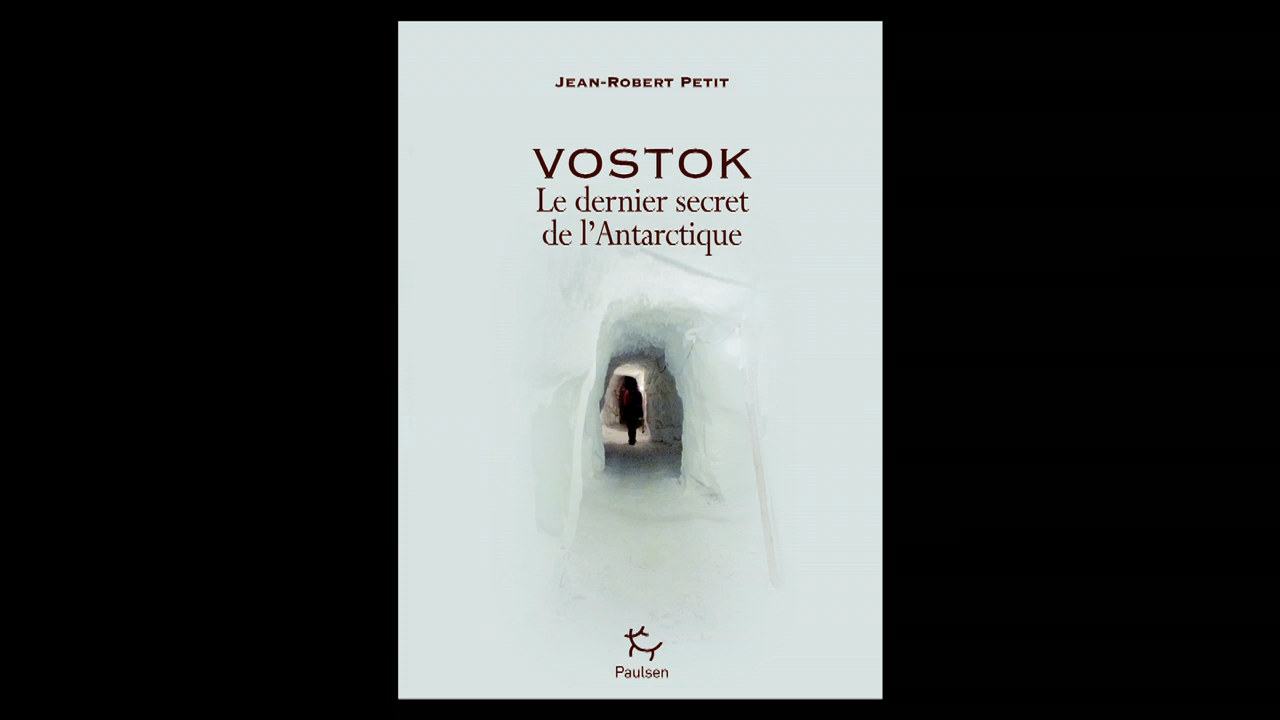 Jean-Robert Petit
VOSTOK
Le dernier secret
de l'Antarctique
Paulsen